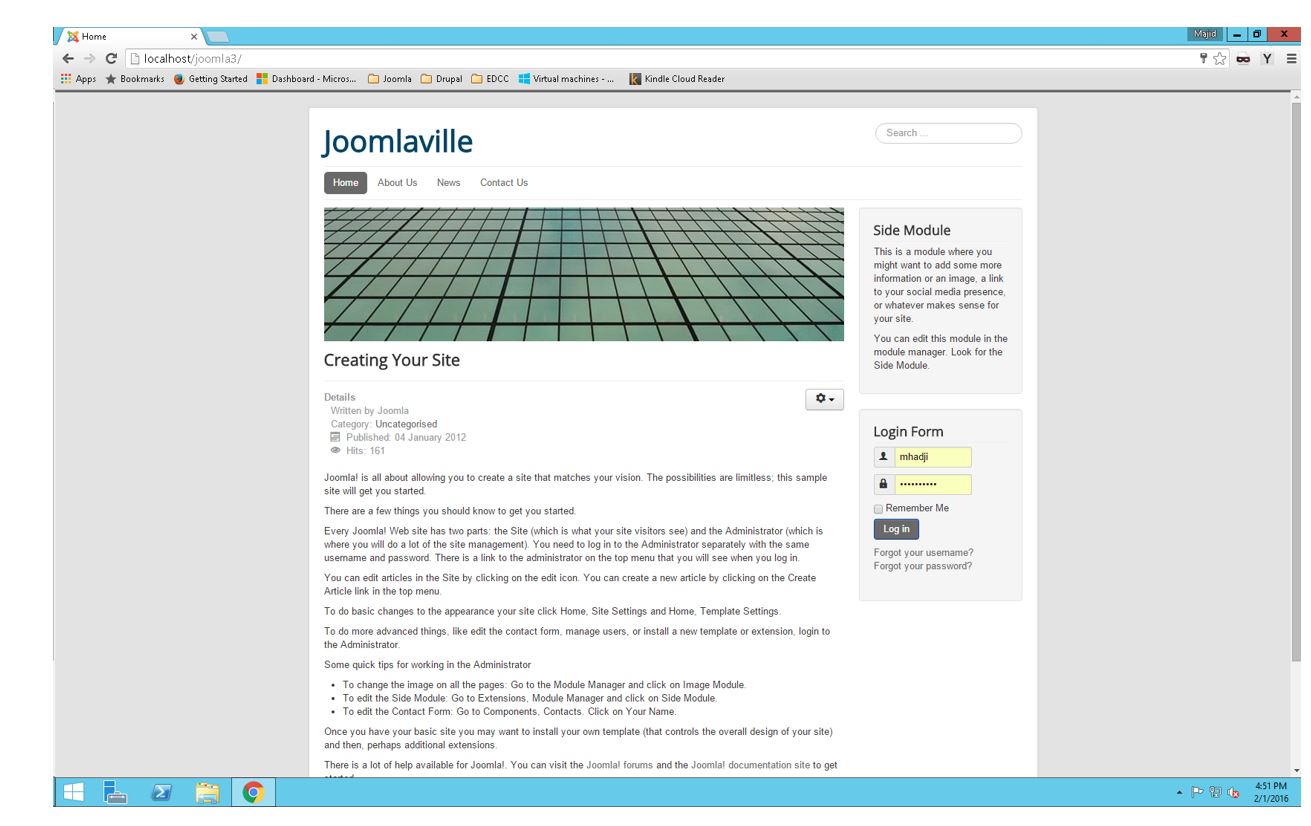 Home
Majid
localhost/joomla3/
Apps Bookmarks Getting Started Dashboard - Micros... Joomla Drupal EDCC Virtual machines - ... Kindle Cloud Reader
Joomlaville
Search ...
Home About Us News Contact Us
Creating Your Site
Details
Written by Joomla
Category: Uncategorised
Published: 04 January 2012
Hits: 161
Joomla! is all about allowing you to create a site that matches your vision. The possibilities are limitless; this sample
site will get you started.
There are a few things you should know to get you started.
Every Joomla! Web site has two parts: the Site (which is what your site visitors see) and the Administrator (which is
where you will do a lot of the site management). You need to log in to the Administrator separately with the same
username and password. There is a link to the administrator on the top menu that you will see when you log in.
You can edit articles in the Site by clicking on the edit icon. You can create a new article by clicking on the Create
Article link in the top menu.
To do basic changes to the appearance your site click Home, Site Settings and Home, Template Settings.
To do more advanced things, like edit the contact form, manage users, or install a new template or extension, login to
the Administrator.
Some quick tips for working in the Administrator
• To change the image on all the pages: Go to the Module Manager and click on Image Module.
• To edit the Side Module: Go to Extensions, Module Manager and click on Side Module.
• To edit the Contact Form: Go to Components, Contacts. Click on Your Name.
Once you have your basic site you may want to install your own template (that controls the overall design of your site)
and then, perhaps additional extensions.
There is a lot of help available for Joomla!. You can visit the Joomla! forums and the Joomla! documentation site to get
Side Module
This is a module where you
might want to add some more
information or an image, a link
to your social media presence,
or whatever makes sense for
your site.
You can edit this module in the
module manager. Look for the
Side Module.
Login Form
mhadji
••••••••••
Remember Me
Log in
Forgot your username?
Forgot your password?
4:51 PM
2/1/2016